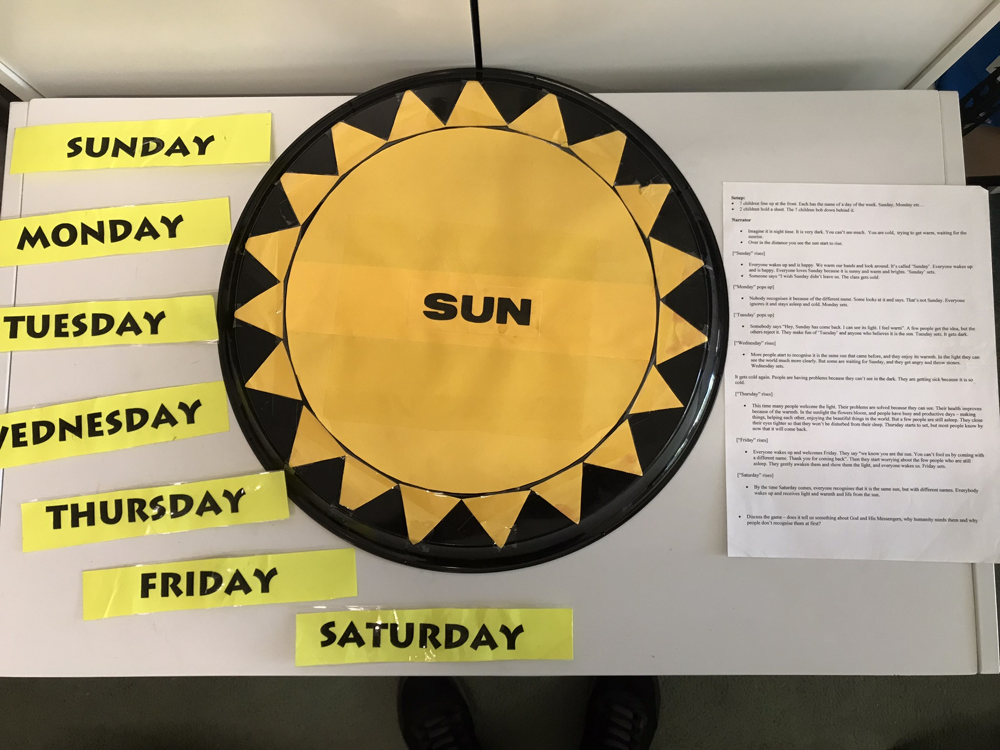 SUNDAY
MONDAY
TUESDAY
WEDNESDAY
THURSDAY
FRIDAY
SATURDAY
SUN
Setup:
• 7 children line up at the front. Each has the name of a day of the week. Sunday, Monday etc…
• 2 children hold a sheet. The 7 children bob down behind it.
Narrator
• Imagine it is night time. It is very dark. You can't see much. You are cold, trying to get warm, waiting for the
sunrise.
• Over in the distance you see the sun start to rise.
["Sunday" rises]
• Everyone wakes up and is happy. We warm our hands and look around. It's called 'Sunday'. Everyone wakes up
and is happy. Everyone loves Sunday because it is sunny and warm and brights. 'Sunday' sets.
• Someone says "I wish Sunday didn't leave us. The class gets cold.
["Monday" pops up]
• Nobody recognises it because of the different name. Some looks at it and says. That's not Sunday. Everyone
ignores it and stays asleep and cold. Monday sets.
["Tuesday' pops up]
• Somebody says "Hey, Sunday has come back. I can see its light. I feel warm". A few people get the idea, but the
others reject it. They make fun of 'Tuesday' and anyone who believes it is the sun. Tuesday sets. It gets dark.
["Wednesday" rises]
• More people start to recognise it is the same sun that came before, and they enjoy its warmth. In the light they can
see the world much more clearly. But some are waiting for Sunday, and they get angry and throw stones.
Wednesday sets.
It gets cold again. People are having problems because they can't see in the dark. They are getting sick because it is so
cold.
["Thursday" rises]
• This time many people welcome the light. Their problems are solved because they can see. Their health improves
because of the warmth. In the sunlight the flowers bloom, and people have busy and productive days – making
things, helping each other, enjoying the beautiful things in the world. But a few people are still asleep. They close
their eyes tighter so that they won't be disturbed from their sleep. Thursday starts to set, but most people know by
now that it will come back.
["Friday" rises]
• Everyone wakes up and welcomes Friday. They say "we know you are the sun. You can't fool us by coming with
a different name. Thank you for coming back". Then they start worrying about the few people who are still
asleep. They gently awaken them and show them the light, and everyone wakes us. Friday sets.
["Saturday" rises]
• By the time Saturday comes, everyone recognises that it is the same sun, but with different names. Everybody
wakes up and receives light and warmth and life from the sun.
• Discuss the game – does it tell us something about God and His Messengers, why humanity needs them and why
people don't recognise them at first?